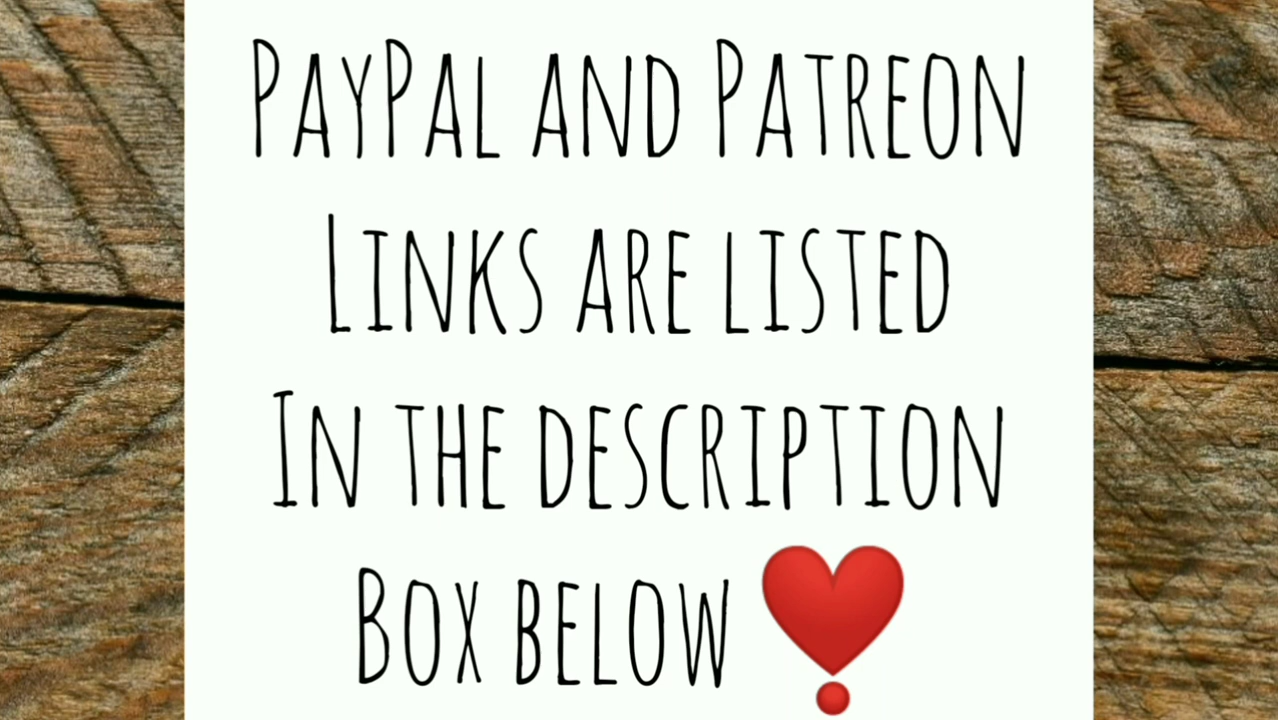 PayPal and Patreon
Links are listed
In the description
Box below ❣️